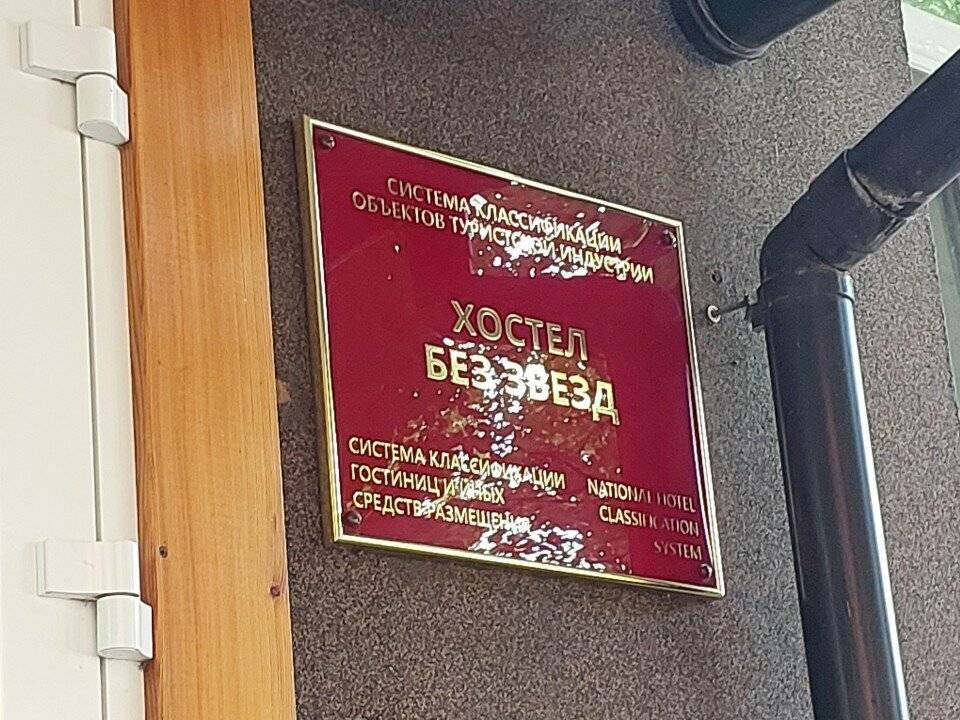 СИСТЕМА КЛАССИФИКАЦИИ
ОБЪЕКТОВ ТУРИСТСКОЙ ИНДУСТРИИ
ХОСТЕЛ
БЕЗ ЗВЕЗД
СИСТЕМА КЛАССИФИКАЦИИ
ГОСТИНИЦ И ИНЫХ
СРЕДСТВ РАЗМЕЩЕНИЯ
NATIONAL HOTEL
CLASSIFICATION
SYSTEM